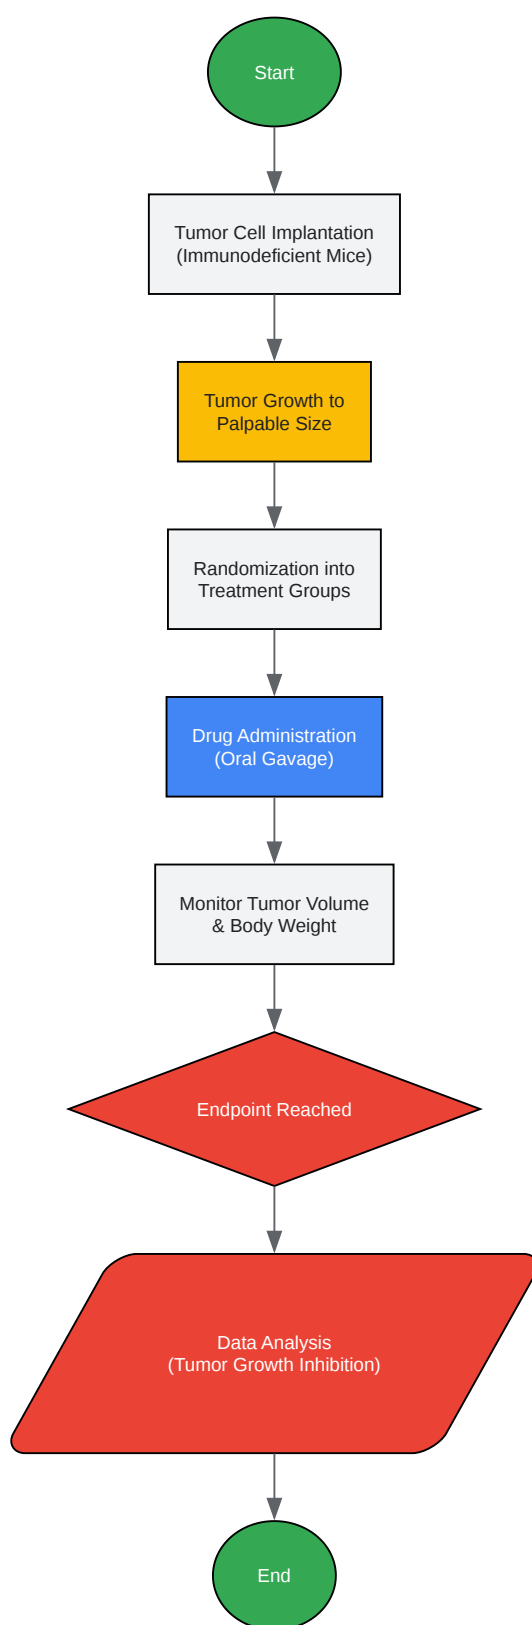 Start
Tumor Cell Implantation
(Immunodeficient Mice)
Tumor Growth to
Palpable Size
Randomization into
Treatment Groups
Drug Administration
(Oral Gavage)
Monitor Tumor Volume
& Body Weight
Endpoint Reached
Data Analysis
(Tumor Growth Inhibition)
End